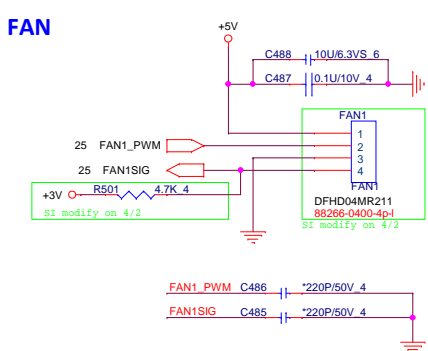 FAN
+5V
C488 10U/6.3VS_6
C487 0.1U/10V_4
FAN1
1
25 FAN1_PWM 2
3
25 FAN1SIG 4
FAN1
+3V R501 4.7K_4
DFHD04MR211
88266-0400-4p-l
SI modify on 4/2
SI modify on 4/2
FAN1_PWM C486 *220P/50V_4
FAN1SIG C485 *220P/50V_4